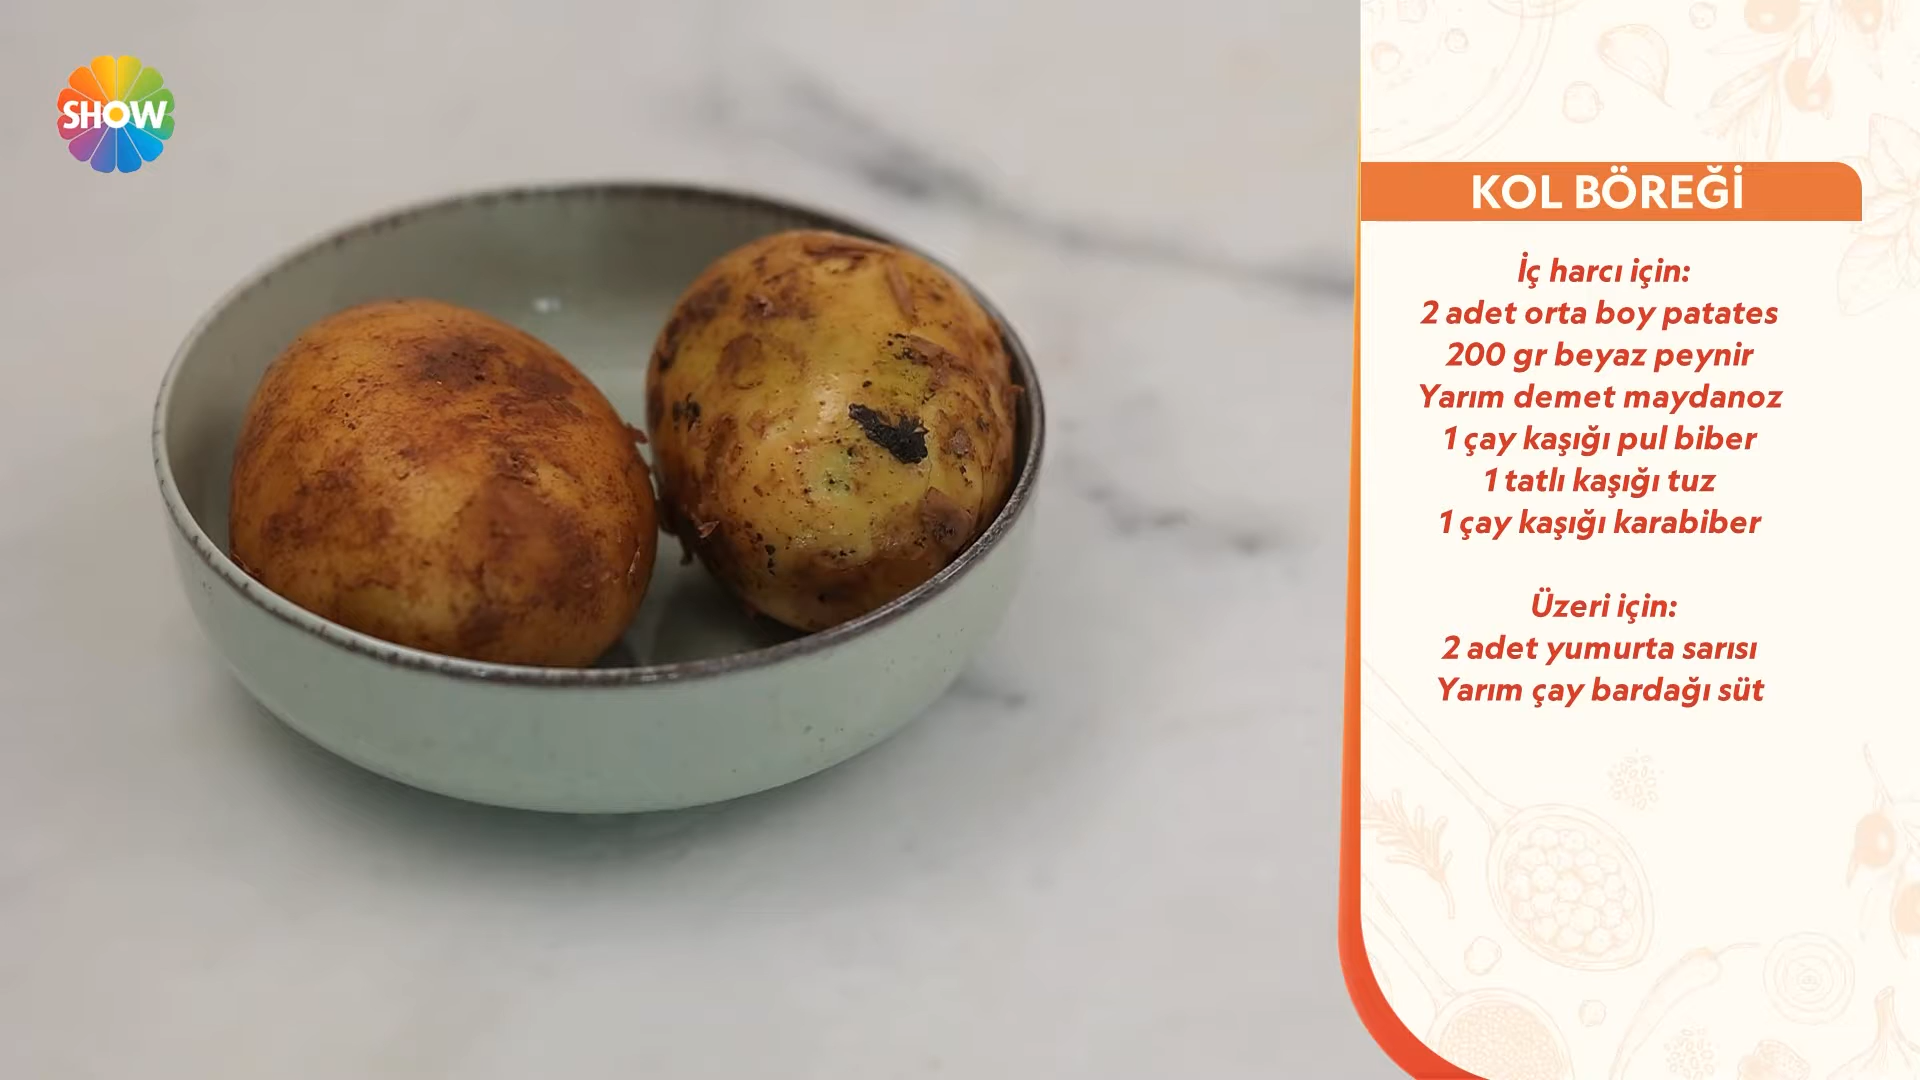 SHOW
KOL BÖREĞİ
İç harcı için:
2 adet orta boy patates
200 gr beyaz peynir
Yarım demet maydanoz
1 çay kaşığı pul biber
1 tatlı kaşığı tuz
1 çay kaşığı karabiber
Üzeri için:
2 adet yumurta sarısı
Yarım çay bardağı süt